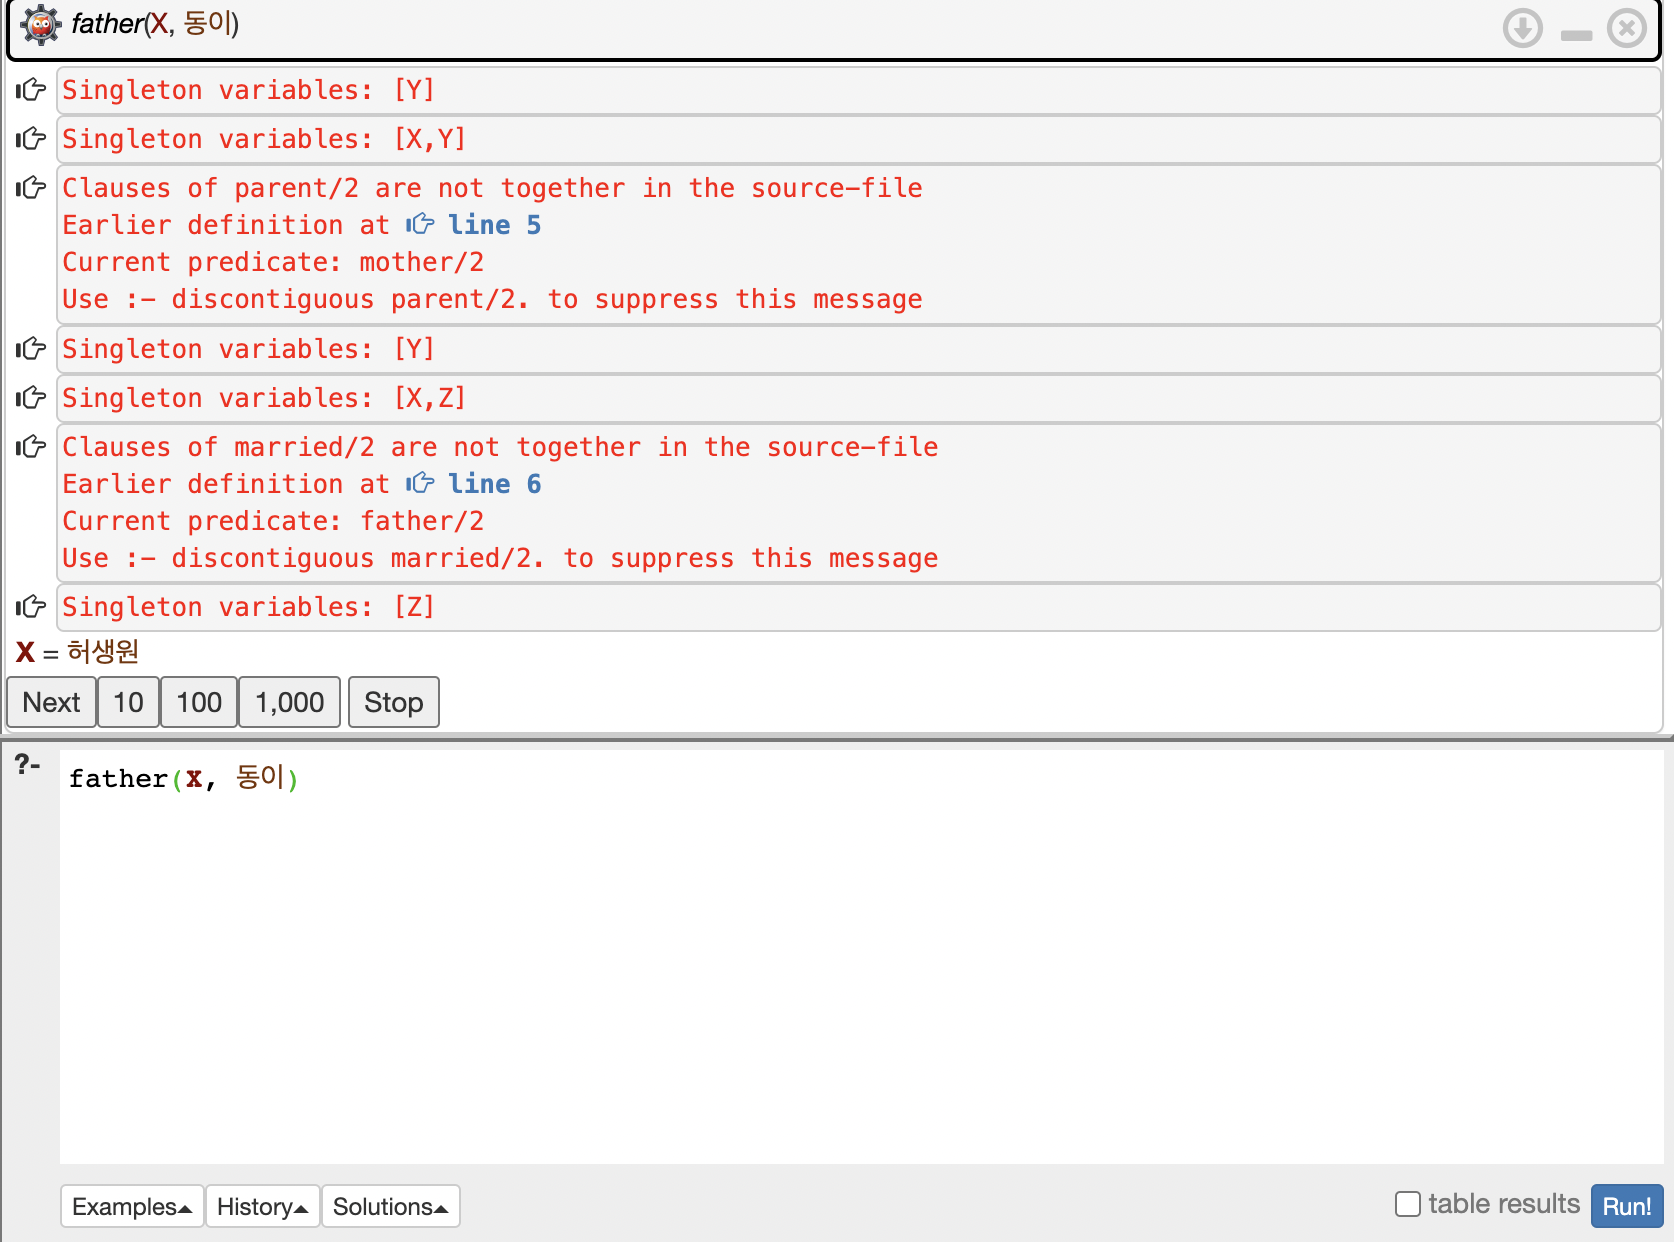 father(X, 동이)
Singleton variables: [Y]
Singleton variables: [X,Y]
Clauses of parent/2 are not together in the source-file
Earlier definition at line 5
Current predicate: mother/2
Use :- discontiguous parent/2. to suppress this message
Singleton variables: [Y]
Singleton variables: [X,Z]
Clauses of married/2 are not together in the source-file
Earlier definition at line 6
Current predicate: father/2
Use :- discontiguous married/2. to suppress this message
Singleton variables: [Z]
X = 허생원
Next 10 100 1,000 Stop
?- father(X, 동이)
Examples History Solutions table results Run!